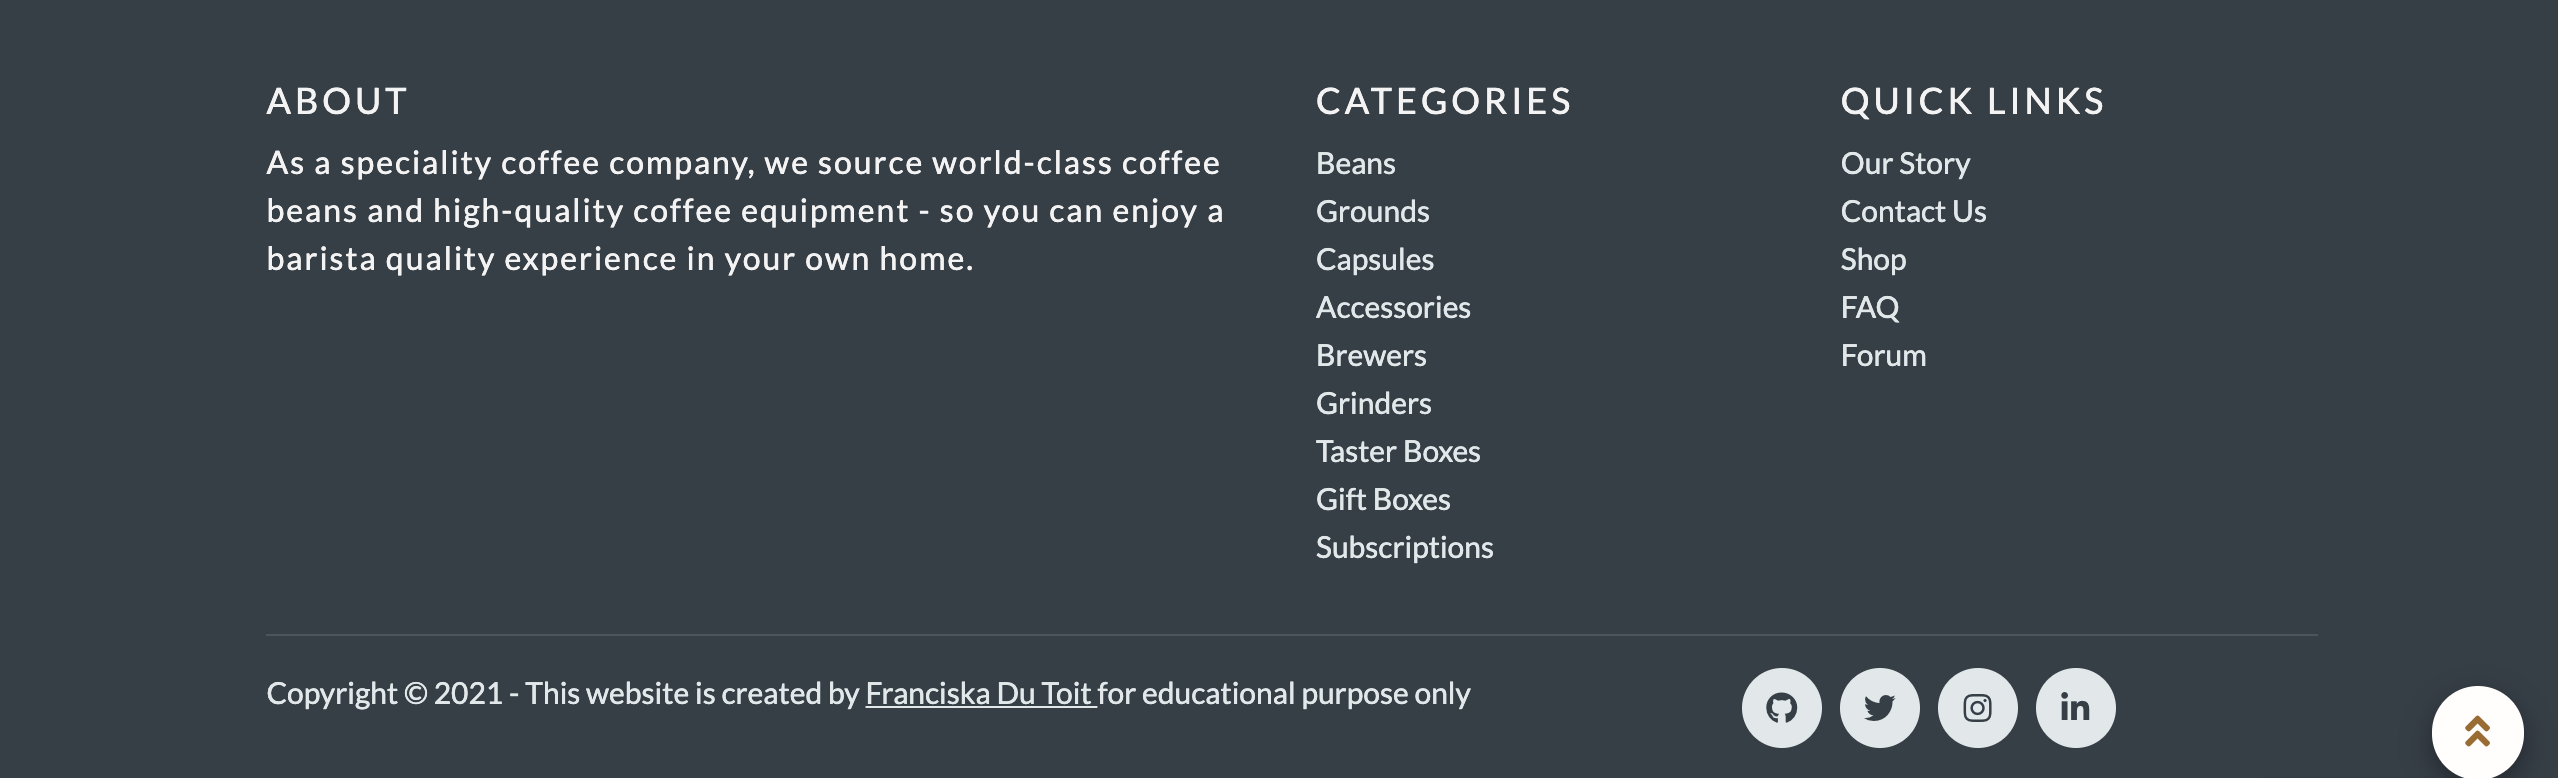 ABOUT
As a speciality coffee company, we source world-class coffee
beans and high-quality coffee equipment - so you can enjoy a
barista quality experience in your own home.
CATEGORIES
Beans
Grounds
Capsules
Accessories
Brewers
Grinders
Taster Boxes
Gift Boxes
Subscriptions
QUICK LINKS
Our Story
Contact Us
Shop
FAQ
Forum
Copyright © 2021 - This website is created by Franciska Du Toit for educational purpose only